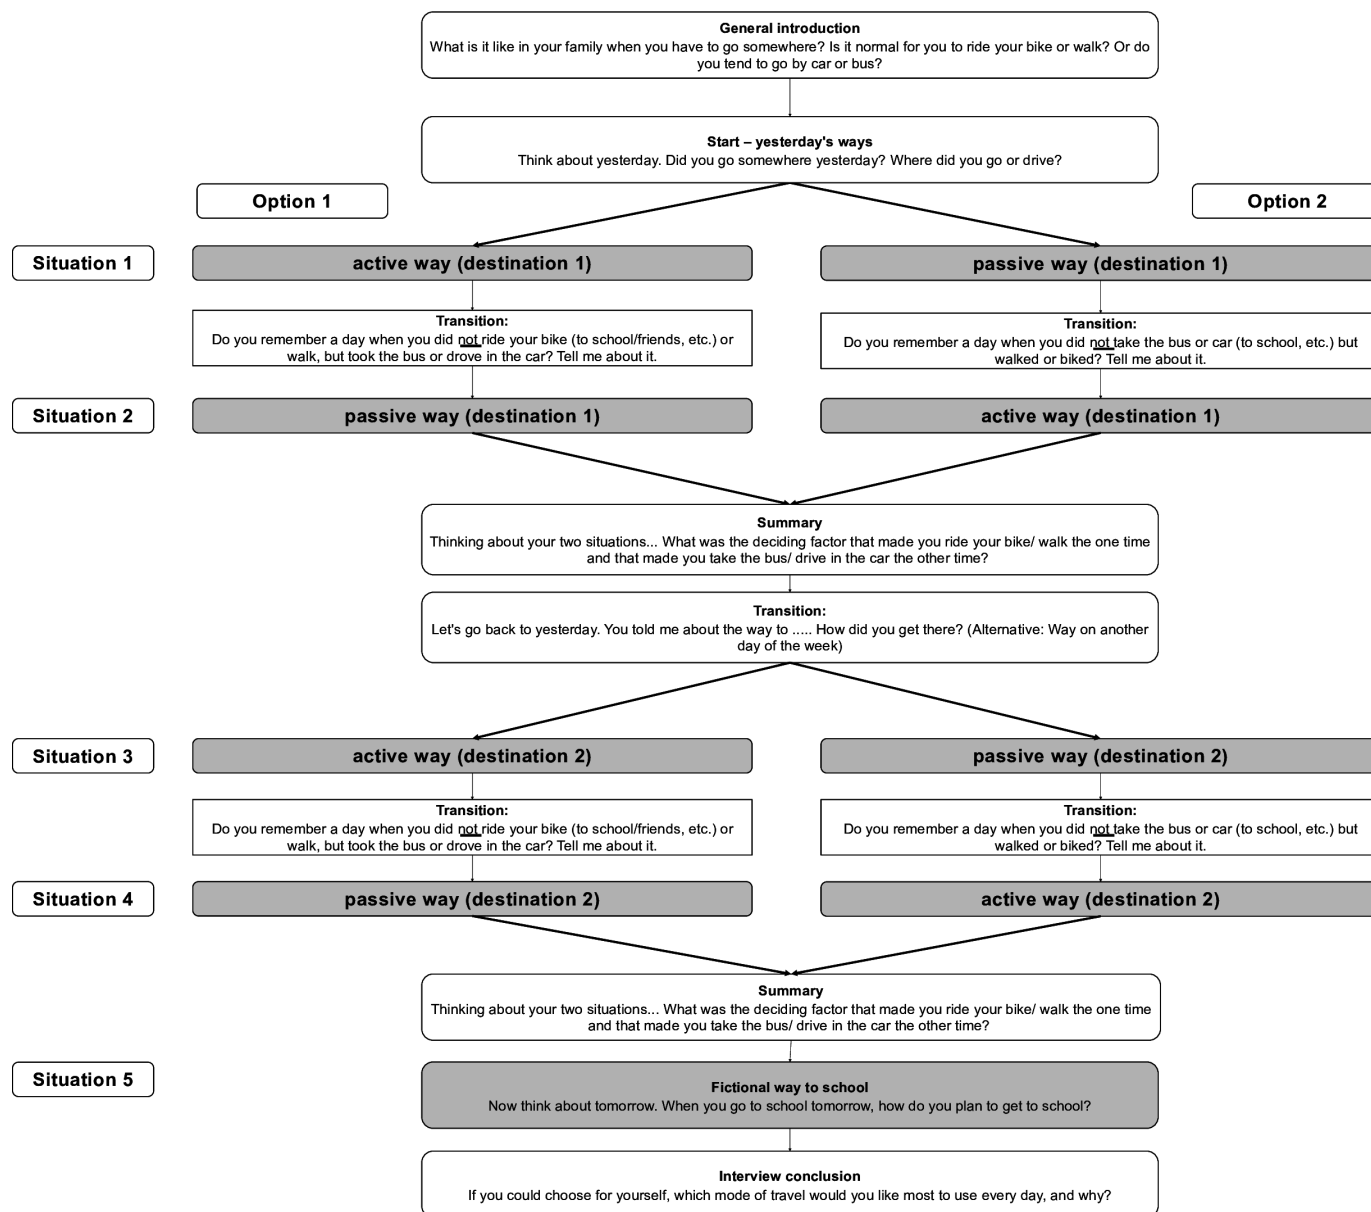 General introduction
What is it like in your family when you have to go somewhere? Is it normal for you to ride your bike or walk? Or do
you tend to go by car or bus?
Start – yesterday's ways
Think about yesterday. Did you go somewhere yesterday? Where did you go or drive?
Option 1
Option 2
Situation 1
active way (destination 1)
passive way (destination 1)
Transition:
Do you remember a day when you did not ride your bike (to school/friends, etc.) or
walk, but took the bus or drove in the car? Tell me about it.
Transition:
Do you remember a day when you did not take the bus or car (to school, etc.) but
walked or biked? Tell me about it.
Situation 2
passive way (destination 1)
active way (destination 1)
Summary
Thinking about your two situations... What was the deciding factor that made you ride your bike/ walk the one time
and that made you take the bus/ drive in the car the other time?
Transition:
Let's go back to yesterday. You told me about the way to ..... How did you get there? (Alternative: Way on another
day of the week)
Situation 3
active way (destination 2)
passive way (destination 2)
Transition:
Do you remember a day when you did not ride your bike (to school/friends, etc.) or
walk, but took the bus or drove in the car? Tell me about it.
Transition:
Do you remember a day when you did not take the bus or car (to school, etc.) but
walked or biked? Tell me about it.
Situation 4
passive way (destination 2)
active way (destination 2)
Summary
Thinking about your two situations... What was the deciding factor that made you ride your bike/ walk the one time
and that made you take the bus/ drive in the car the other time?
Situation 5
Fictional way to school
Now think about tomorrow. When you go to school tomorrow, how do you plan to get to school?
Interview conclusion
If you could choose for yourself, which mode of travel would you like most to use every day, and why?